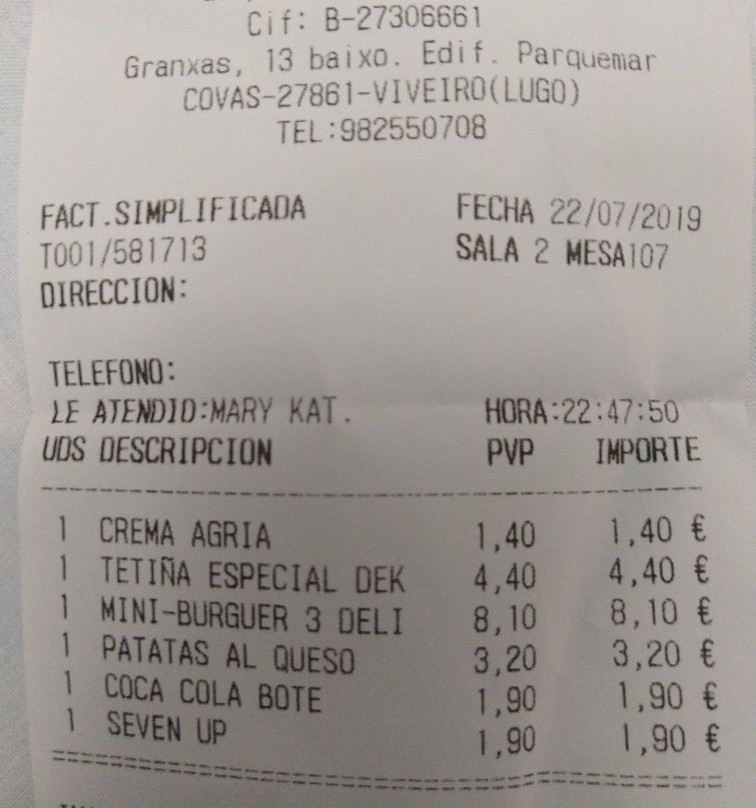 Cif: B-27306661
Granxas, 13 baixo. Edif. Parquemar
COVAS-27861-VIVEIRO(LUGO)
TEL:982550708
FACT.SIMPLIFICADA FECHA 22/07/2019
T001/581713 SALA 2 MESA107
DIRECCION:
TELEFONO:
LE ATENDIO:MARY KAT. HORA:22:47:50
UDS DESCRIPCION PVP IMPORTE
1 CREMA AGRIA 1,40 1,40 €
1 TETIÑA ESPECIAL DEK 4,40 4,40 €
1 MINI-BURGUER 3 DELI 8,10 8,10 €
1 PATATAS AL QUESO 3,20 3,20 €
1 COCA COLA BOTE 1,90 1,90 €
1 SEVEN UP 1,90 1,90 €